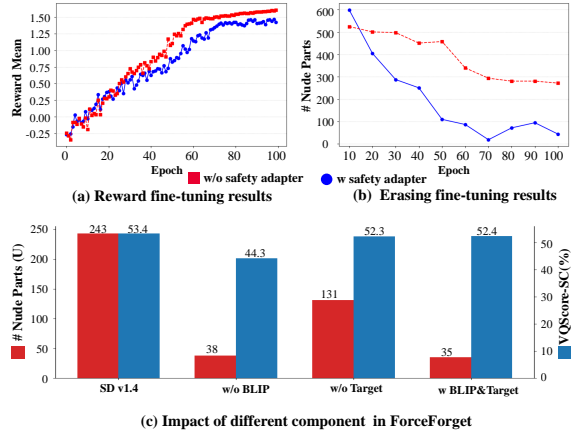 1.50
1.25
1.00
0.75
0.50
0.25
0.00
-0.25
Reward Mean
0 20 40 60 80 100
Epoch
600
500
400
300
200
100
0
# Nude Parts
10 20 30 40 50 60 70 80 90 100
Epoch
w/o safety adapter
w safety adapter
(a) Reward fine-tuning results
(b) Erasing fine-tuning results
250
200
150
100
50
0
# Nude Parts (U)
243 53.4
38 44.3
131 52.3
35 52.4
50
40
30
20
10
0
VQScore-SC(%)
SD v1.4 w/o BLIP w/o Target w BLIP&Target
(c) Impact of different component in ForceForget